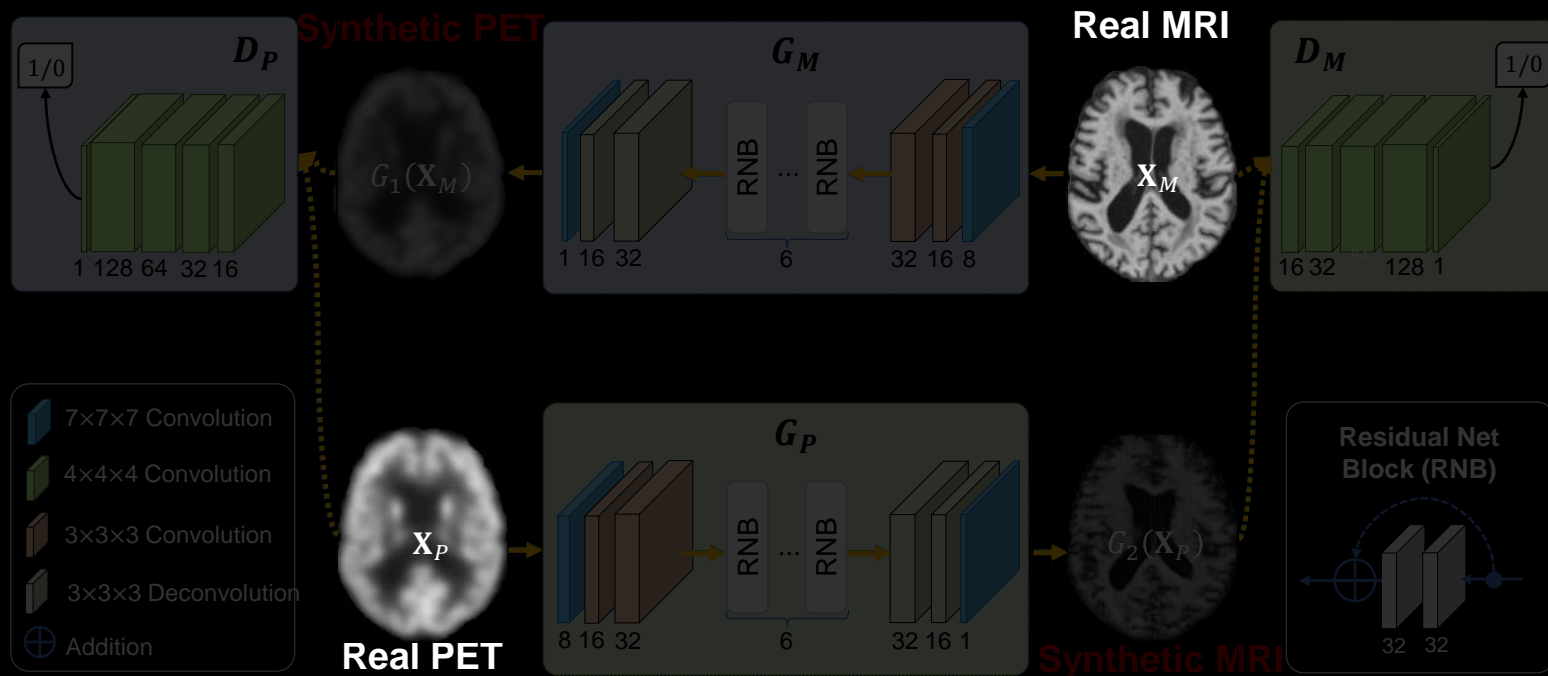 Synthetic PET
Real MRI
D_P
1/0
1 128 64 32 16
G_1(X_M)
G_M
RNB ... RNB
1 16 32
6
32 16 8
X_M
D_M
1/0
16 32 64 128 1
7×7×7 Convolution
4×4×4 Convolution
3×3×3 Convolution
3×3×3 Deconvolution
Addition
X_P
Real PET
G_P
RNB ... RNB
8 16 32
6
32 16 1
G_2(X_P)
Synthetic MRI
Residual Net
Block (RNB)
32 32